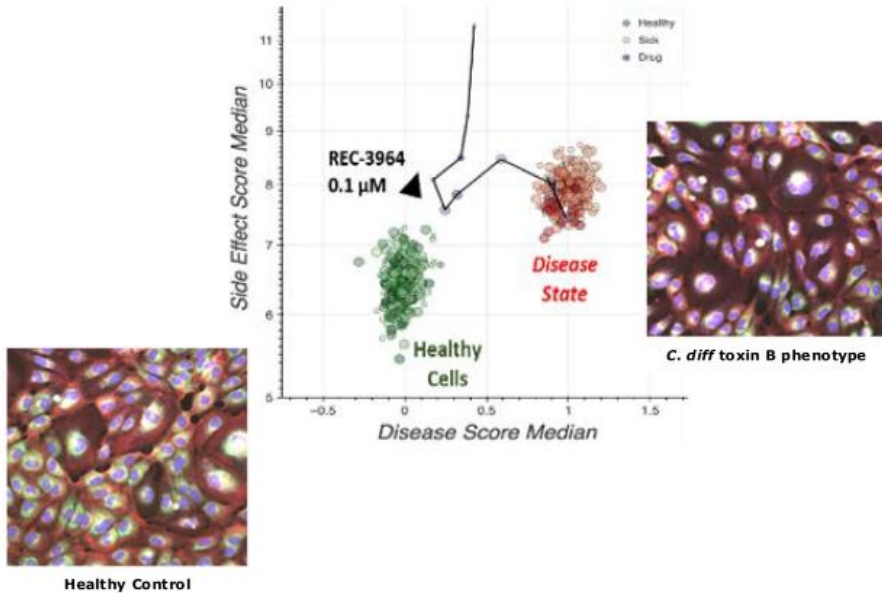 Healthy
Sick
Drug
11
10
9
8
7
6
5
Side Effect Score Median
REC-3964
0.1 µM
Disease
State
Healthy
Cells
−0.5
0
0.5
1
1.5
Disease Score Median
C. diff toxin B phenotype
Healthy Control